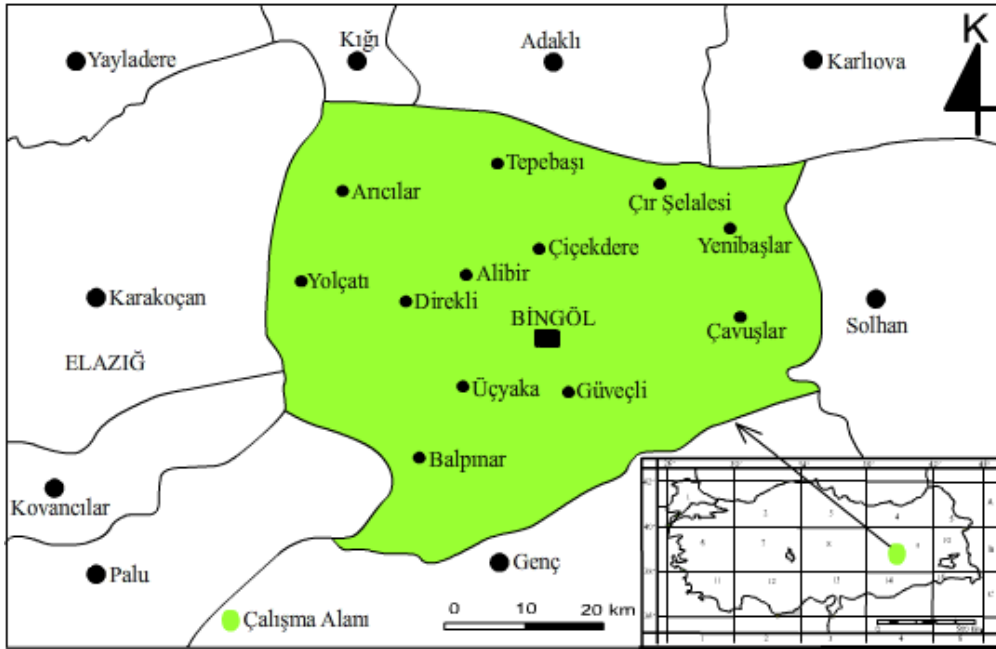 Kığı
Adaklı
Yayladere
Karlıova
K
Tepebaşı
Arıcılar
Çır Şelalesi
Yenibaşlar
Çiçekdere
Alibir
Yolçatı
Direkli
Karakoçan
BİNGÖL
Çavuşlar
Solhan
ELAZIĞ
Üçyaka
Güveçli
Balpınar
Kovancılar
Genç
Palu
0 10 20 km
Çalışma Alanı